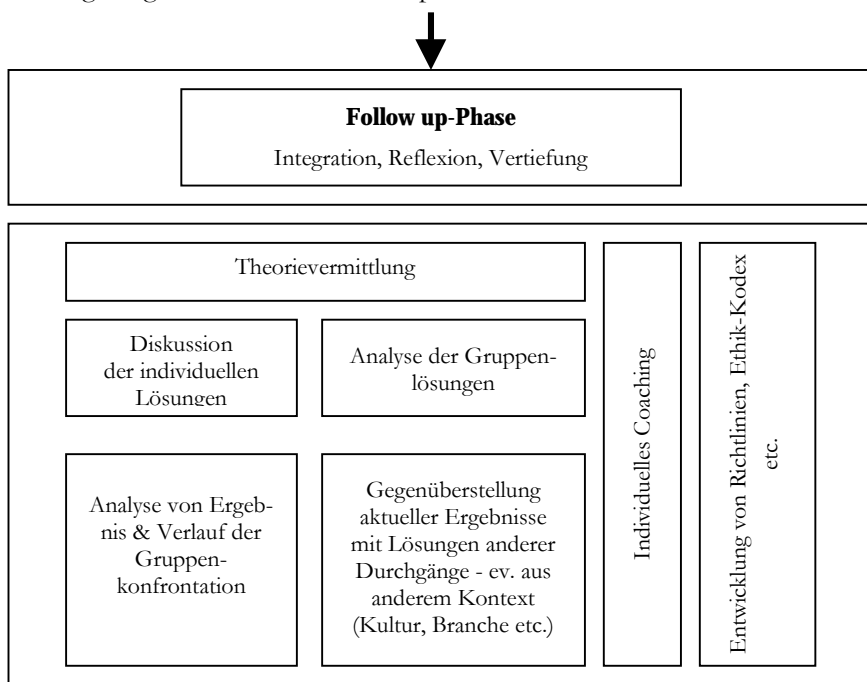 Follow up-Phase
Integration, Reflexion, Vertiefung
Theorievermittlung
Diskussion
der individuellen
Lösungen
Analyse der Gruppen-
lösungen
Analyse von Ergeb-
nis & Verlauf der
Gruppen-
konfrontation
Gegenüberstellung
aktueller Ergebnisse
mit Lösungen anderer
Durchgänge - ev. aus
anderem Kontext
(Kultur, Branche etc.)
Individuelles Coaching
Entwicklung von Richtlinien, Ethik-Kodex
etc.